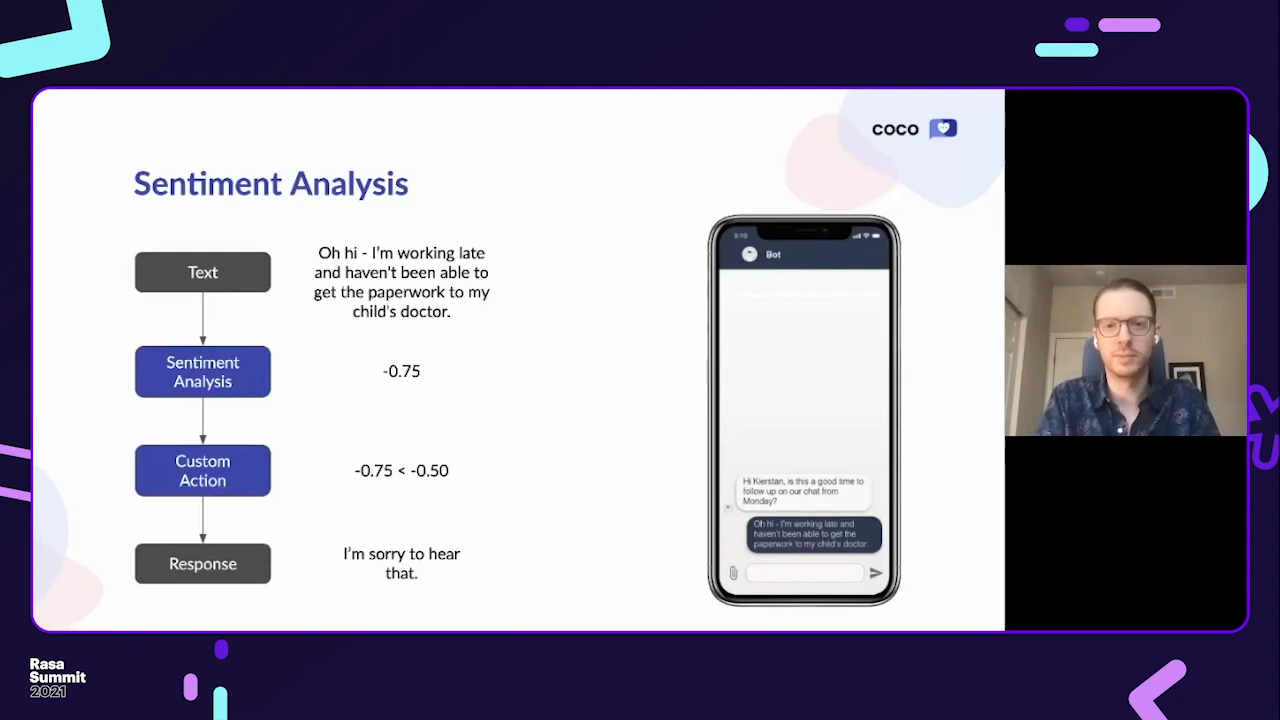 coco
Sentiment Analysis
Text
Oh hi - I'm working late
and haven't been able to
get the paperwork to my
child's doctor.
Sentiment
Analysis
-0.75
Custom
Action
-0.75 < -0.50
Response
I'm sorry to hear
that.
9:10
Bot
Hi Kierstan, is this a good time to
follow up on our chat from
Monday?
Oh hi - I'm working late and
haven't been able to get the
paperwork to my child's doctor.
Rasa
Summit
2021